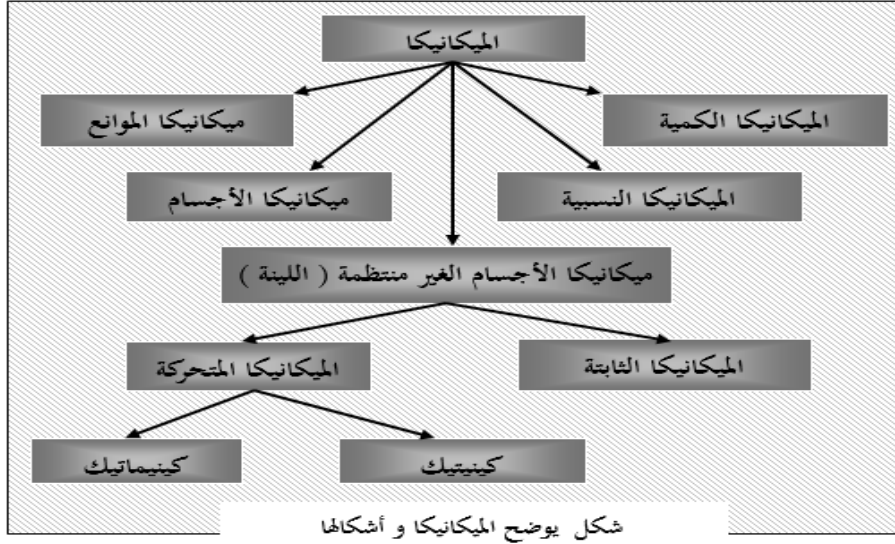 الميكانيكا
الميكانيكا الكمية
ميكانيكا الموانع
الميكانيكا النسبية
ميكانيكا الأجسام
ميكانيكا الأجسام الغير منتظمة ( اللينة )
الميكانيكا الثابتة
الميكانيكا المتحركة
كينيتيك
كينيماتيك
شكل يوضح الميكانيكا و أشكالها